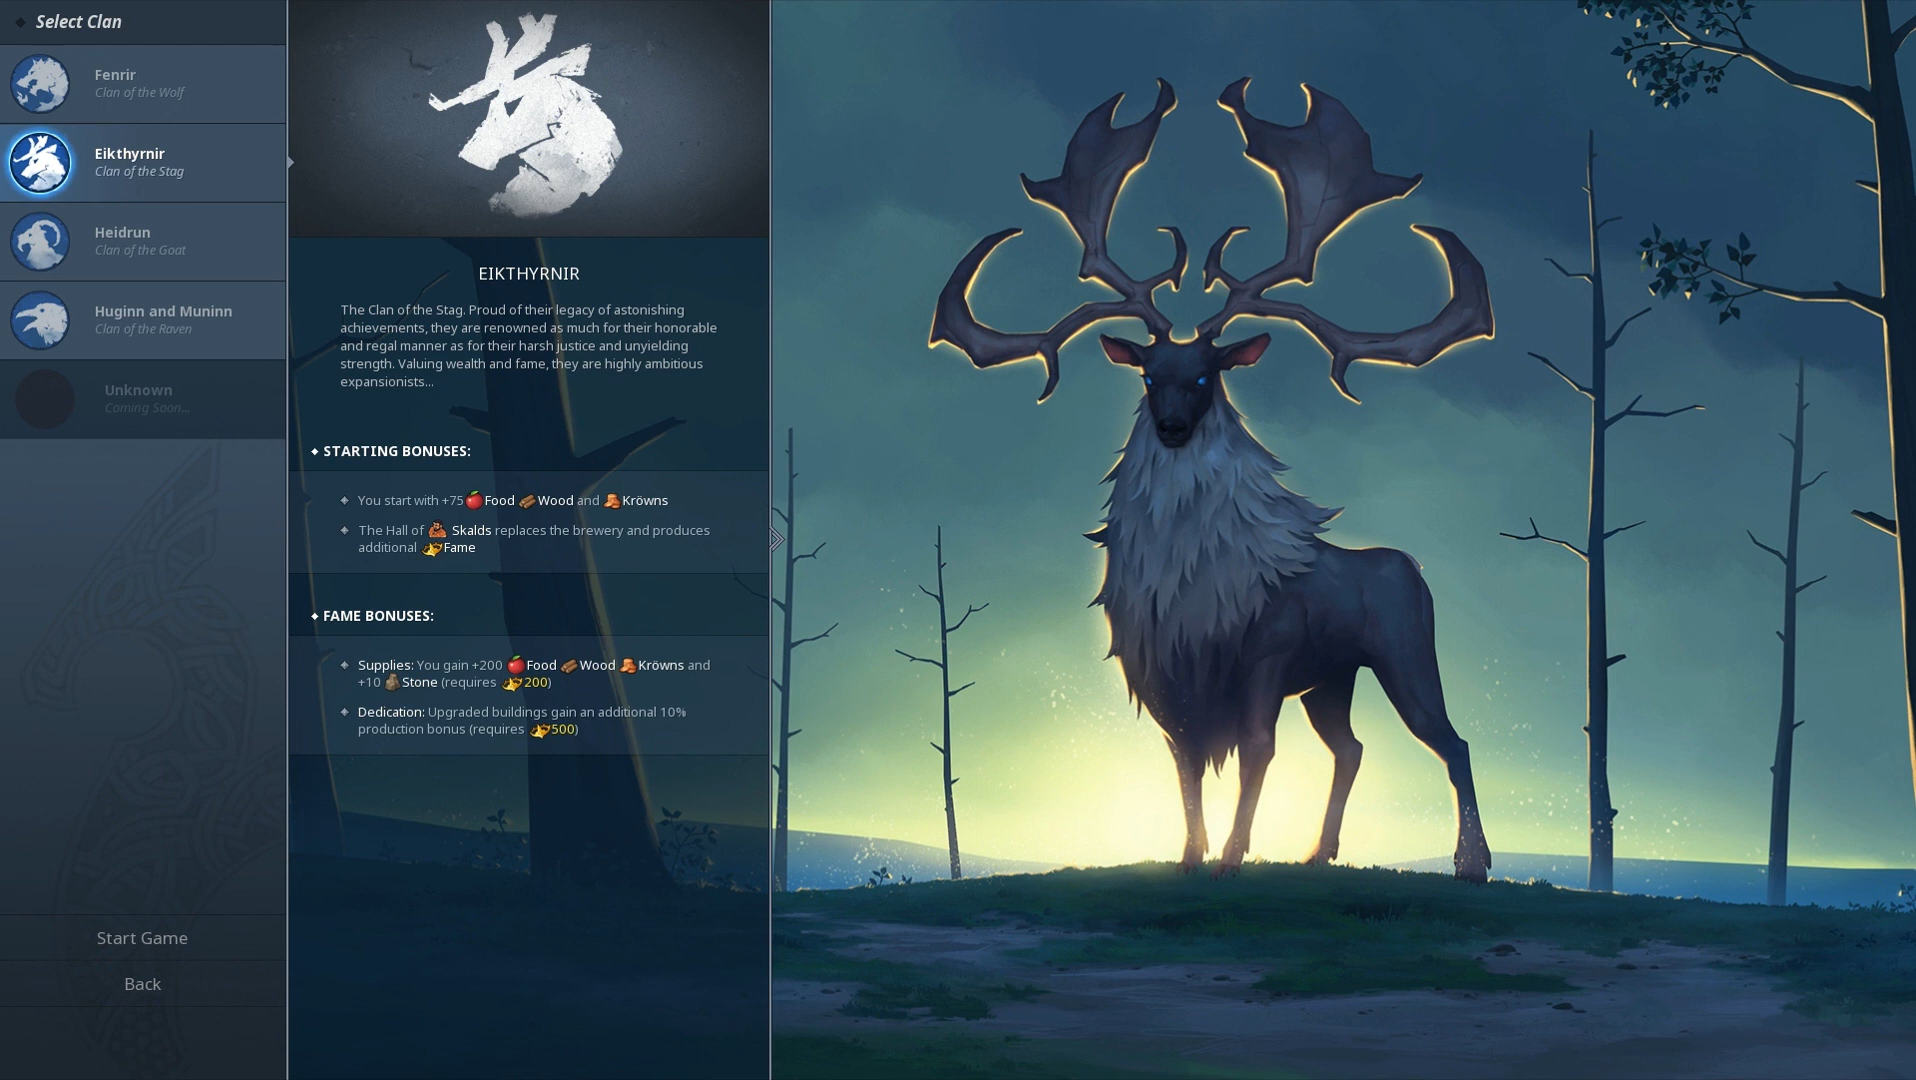 Select Clan
Fenrir
Clan of the Wolf
Eikthyrnir
Clan of the Stag
Heidrun
Clan of the Goat
Huginn and Muninn
Clan of the Raven
Unknown
Coming Soon...
Start Game
Back
EIKTHYRNIR
The Clan of the Stag. Proud of their legacy of astonishing
achievements, they are renowned as much for their honorable
and regal manner as for their harsh justice and unyielding
strength. Valuing wealth and fame, they are highly ambitious
expansionists...
STARTING BONUSES:
You start with +75 Food Wood and Kröwns
The Hall of Skalds replaces the brewery and produces
additional Fame
FAME BONUSES:
Supplies: You gain +200 Food Wood Kröwns and
+10 Stone (requires 200)
Dedication: Upgraded buildings gain an additional 10%
production bonus (requires 500)